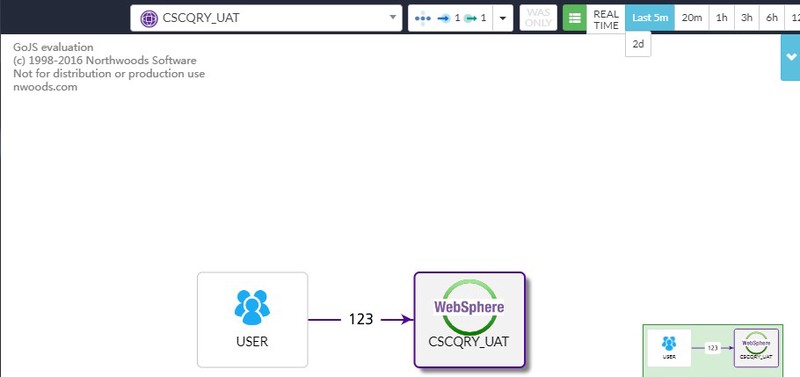 CSCQRY_UAT
1
1
WAS
ONLY
REAL
TIME
Last 5m
20m
1h
3h
6h
12
2d
GoJS evaluation
(c) 1998-2016 Northwoods Software
Not for distribution or production use
nwoods.com
USER
123
WebSphere
CSCQRY_UAT
USER
123
WebSphere
CSCQRY_UAT